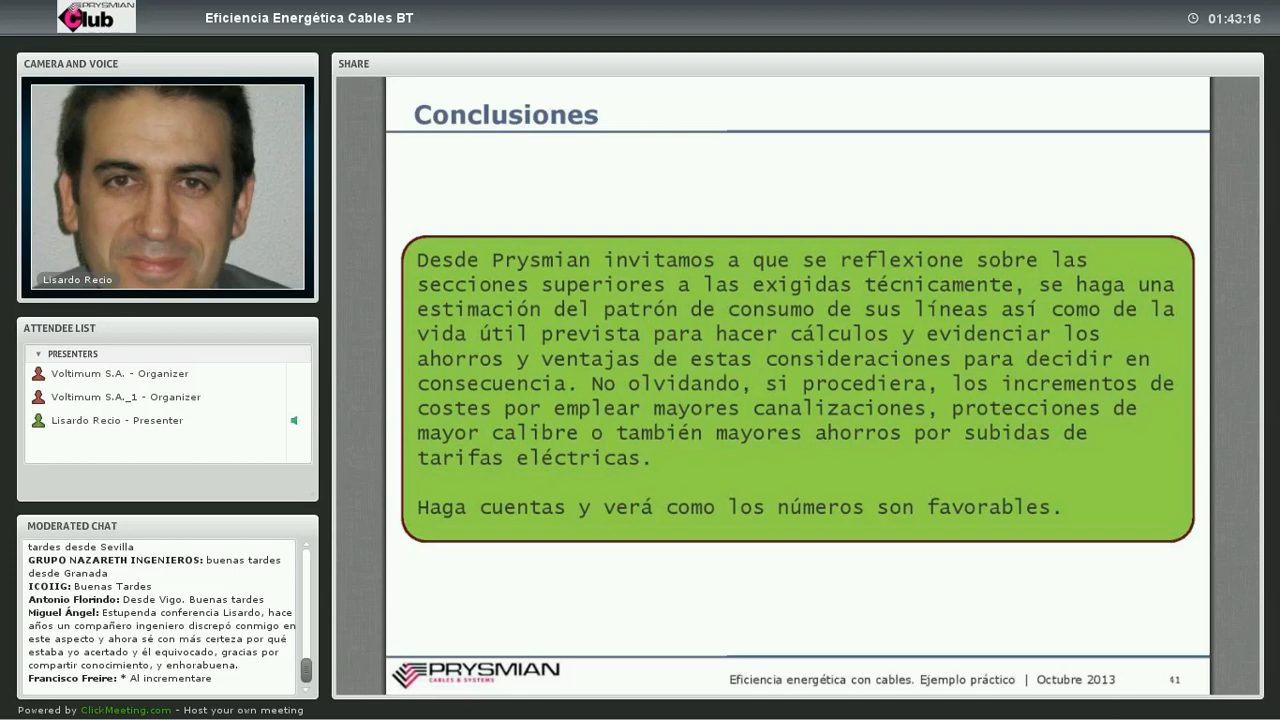 PRYSMIAN
Club
Eficiencia Energética Cables BT
01:43:16
CAMERA AND VOICE
Lisardo Recio
ATTENDEE LIST
PRESENTERS
Voltimum S.A. - Organizer
Voltimum S.A._1 - Organizer
Lisardo Recio - Presenter
MODERATED CHAT
tardes desde Sevilla
GRUPO NAZARETH INGENIEROS: buenas tardes
desde Granada
ICOIIG: Buenas Tardes
Antonio Florindo: Desde Vigo. Buenas tardes
Miguel Ángel: Estupenda conferencia Lisardo, hace
años un compañero ingeniero discrepó conmigo en
este aspecto y ahora sé con más certeza por qué
estaba yo acertado y él equivocado, gracias por
compartir conocimiento, y enhorabuena.
Francisco Freire: * Al incrementare
Powered by ClickMeeting.com - Host your own meeting
SHARE
Conclusiones
Desde Prysmian invitamos a que se reflexione sobre las
secciones superiores a las exigidas técnicamente, se haga una
estimación del patrón de consumo de sus líneas así como de la
vida útil prevista para hacer cálculos y evidenciar los
ahorros y ventajas de estas consideraciones para decidir en
consecuencia. No olvidando, si procediera, los incrementos de
costes por emplear mayores canalizaciones, protecciones de
mayor calibre o también mayores ahorros por subidas de
tarifas eléctricas.
Haga cuentas y verá como los números son favorables.
PRYSMIAN
CABLES & SYSTEMS
Eficiencia energética con cables. Ejemplo práctico | Octubre 2013
41